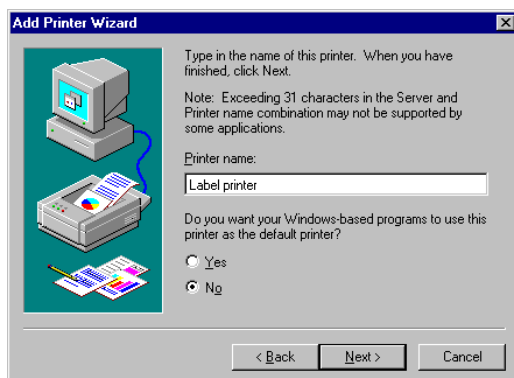 Add Printer Wizard
Type in the name of this printer. When you have
finished, click Next.
Note: Exceeding 31 characters in the Server and
Printer name combination may not be supported by
some applications.
Printer name:
Label printer
Do you want your Windows-based programs to use this
printer as the default printer?
Yes
No
< Back
Next >
Cancel